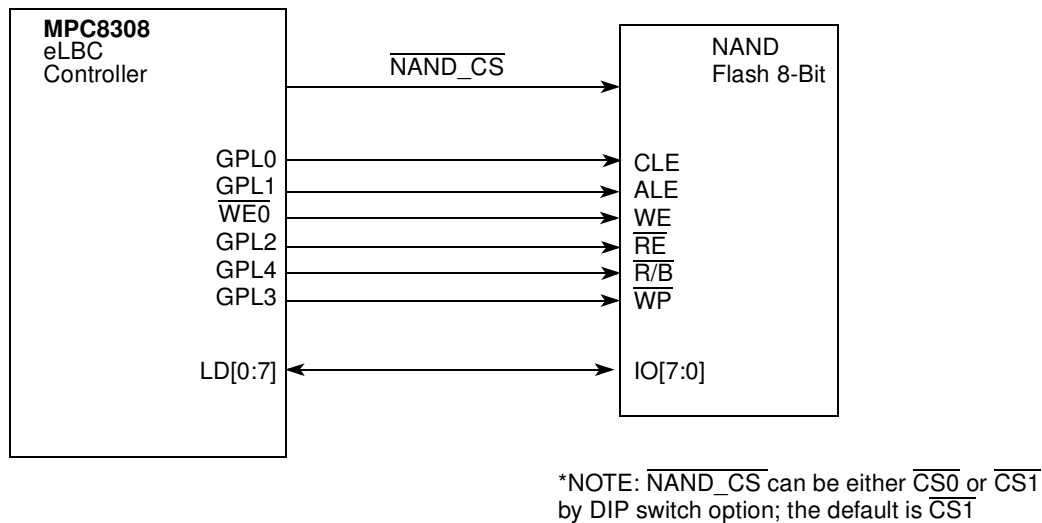 MPC8308
eLBC
Controller
NAND_CS
NAND
Flash 8-Bit
GPL0
CLE
GPL1
ALE
WE0
WE
GPL2
RE
GPL4
R/B
GPL3
WP
LD[0:7]
IO[7:0]
*NOTE: NAND_CS can be either CS0 or CS1
by DIP switch option; the default is CS1